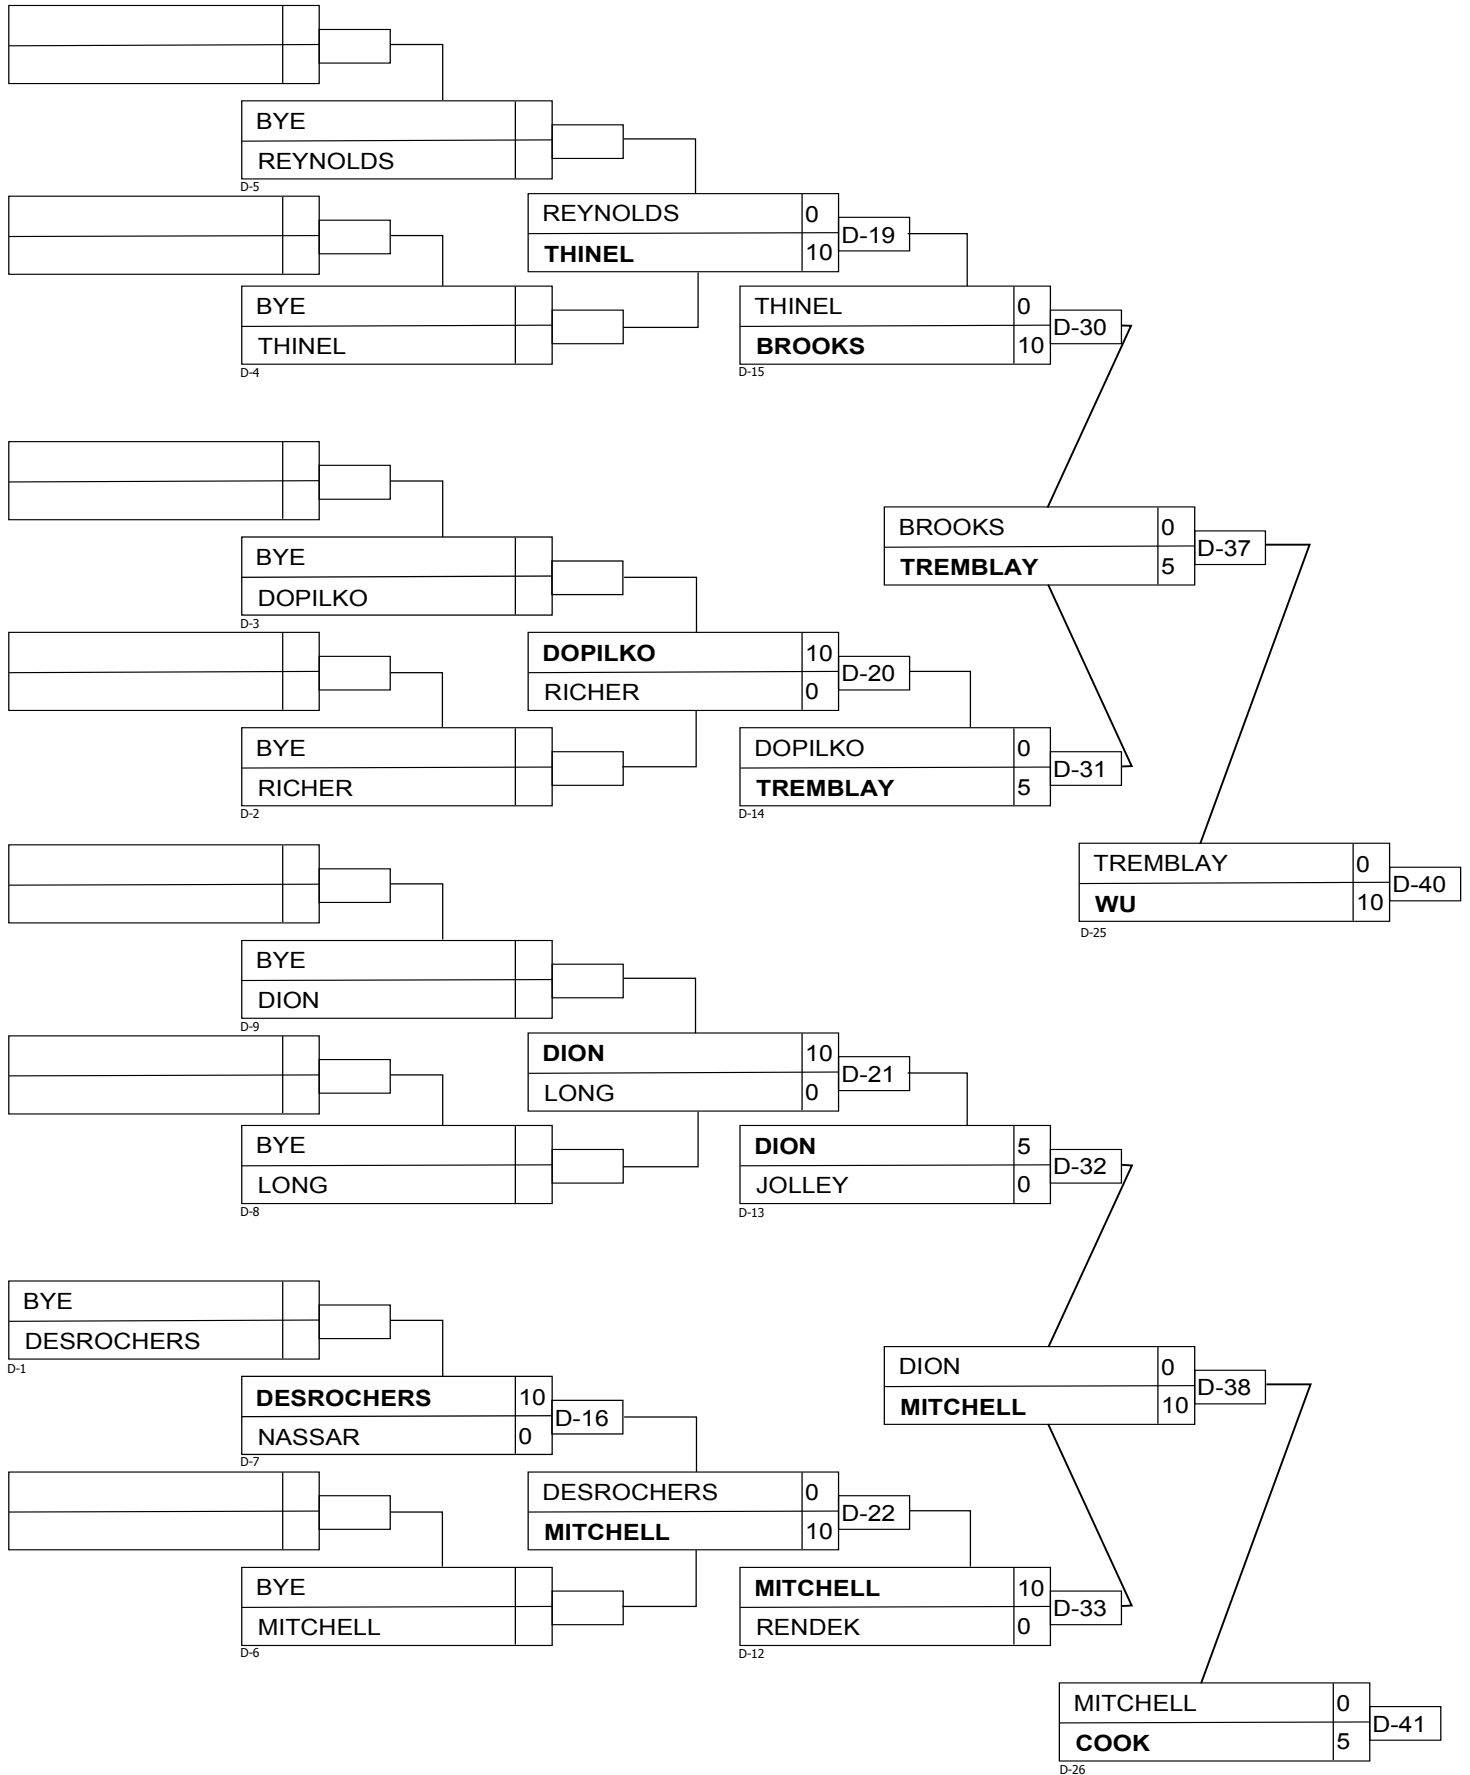 BYE
REYNOLDS
D-5
REYNOLDS 0
THINEL 10
D-19
BYE
THINEL
D-4
THINEL 0
BROOKS 10
D-30
D-15
BYE
DOPILKO
D-3
BROOKS 0
TREMBLAY 5
D-37
DOPILKO 10
RICHER 0
D-20
BYE
RICHER
D-2
DOPILKO 0
TREMBLAY 5
D-31
D-14
TREMBLAY 0
WU 10
D-40
D-25
BYE
DION
D-9
DION 10
LONG 0
D-21
BYE
LONG
D-8
DION 5
JOLLEY 0
D-32
D-13
BYE
DESROCHERS
D-1
DESROCHERS 10
NASSAR 0
D-16
D-7
DION 0
MITCHELL 10
D-38
DESROCHERS 0
MITCHELL 10
D-22
BYE
MITCHELL
D-6
MITCHELL 10
RENDEK 0
D-33
D-12
MITCHELL 0
COOK 5
D-41
D-26